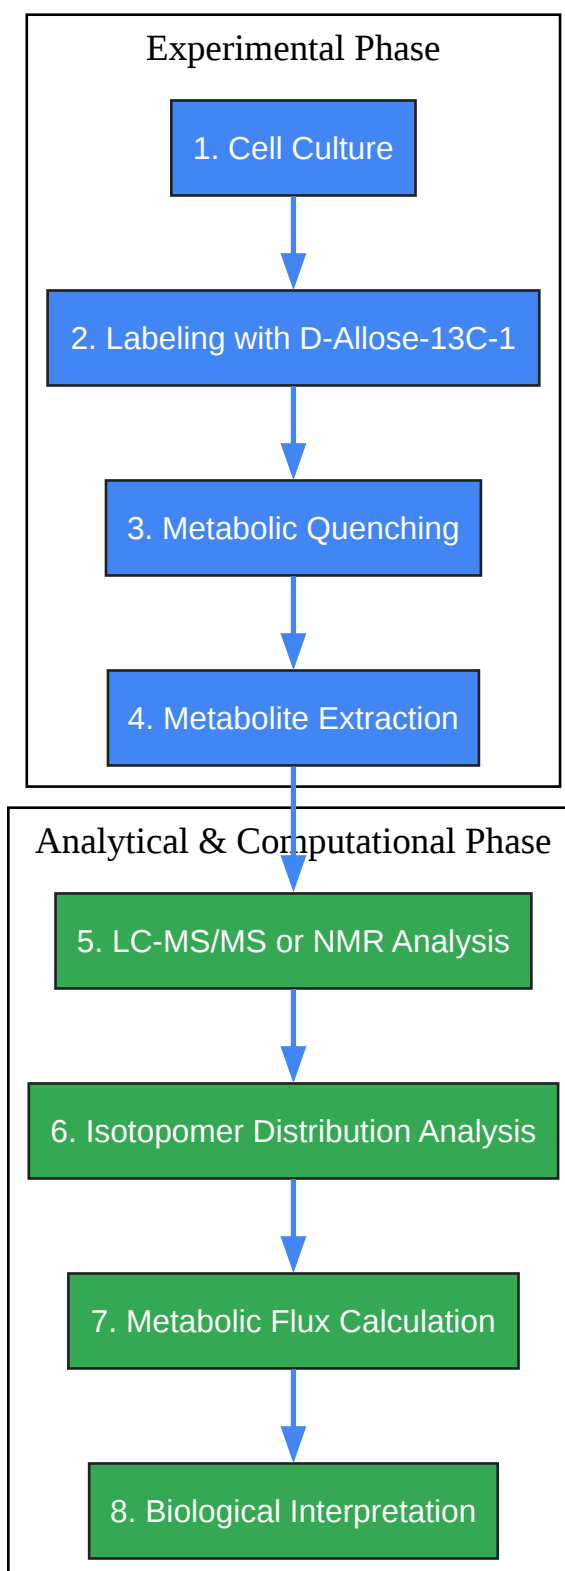 Experimental Phase
1. Cell Culture
2. Labeling with D-Allose-13C-1
3. Metabolic Quenching
4. Metabolite Extraction
Analytical & Computational Phase
5. LC-MS/MS or NMR Analysis
6. Isotopomer Distribution Analysis
7. Metabolic Flux Calculation
8. Biological Interpretation